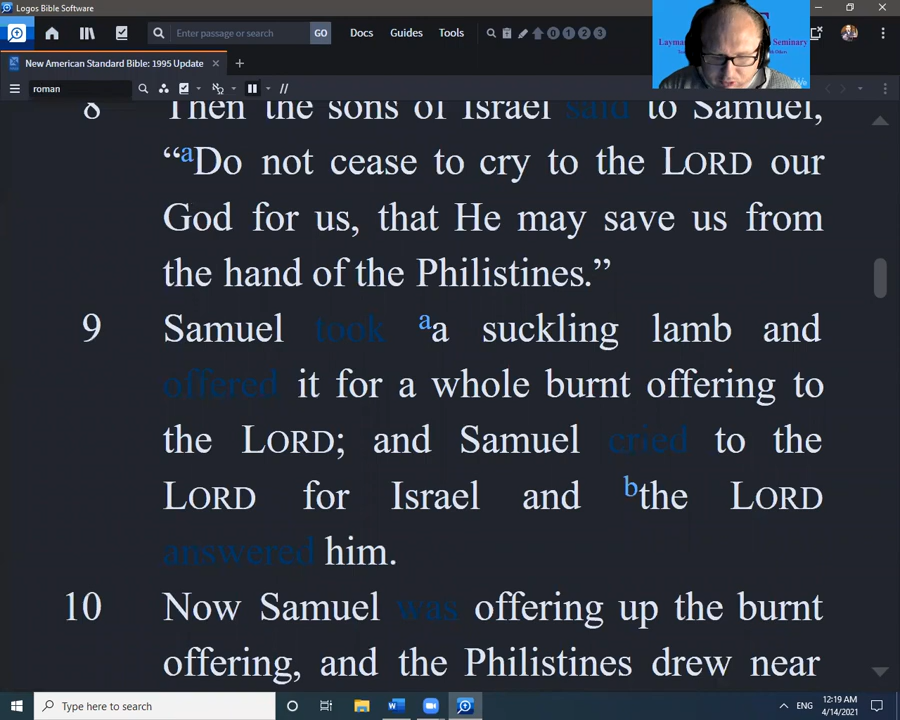 Logos Bible Software
Enter passage or search
GO
Docs
Guides
Tools
0 1 2 3
Seminary
New American Standard Bible: 1995 Update
roman
8 Then the sons of Israel said to Samuel,
“aDo not cease to cry to the LORD our
God for us, that He may save us from
the hand of the Philistines.”
9 Samuel took aa suckling lamb and
offered it for a whole burnt offering to
the LORD; and Samuel cried to the
LORD for Israel and bthe LORD
answered him.
10 Now Samuel was offering up the burnt
offering, and the Philistines drew near
Type here to search
ENG
12:19 AM
4/14/2021